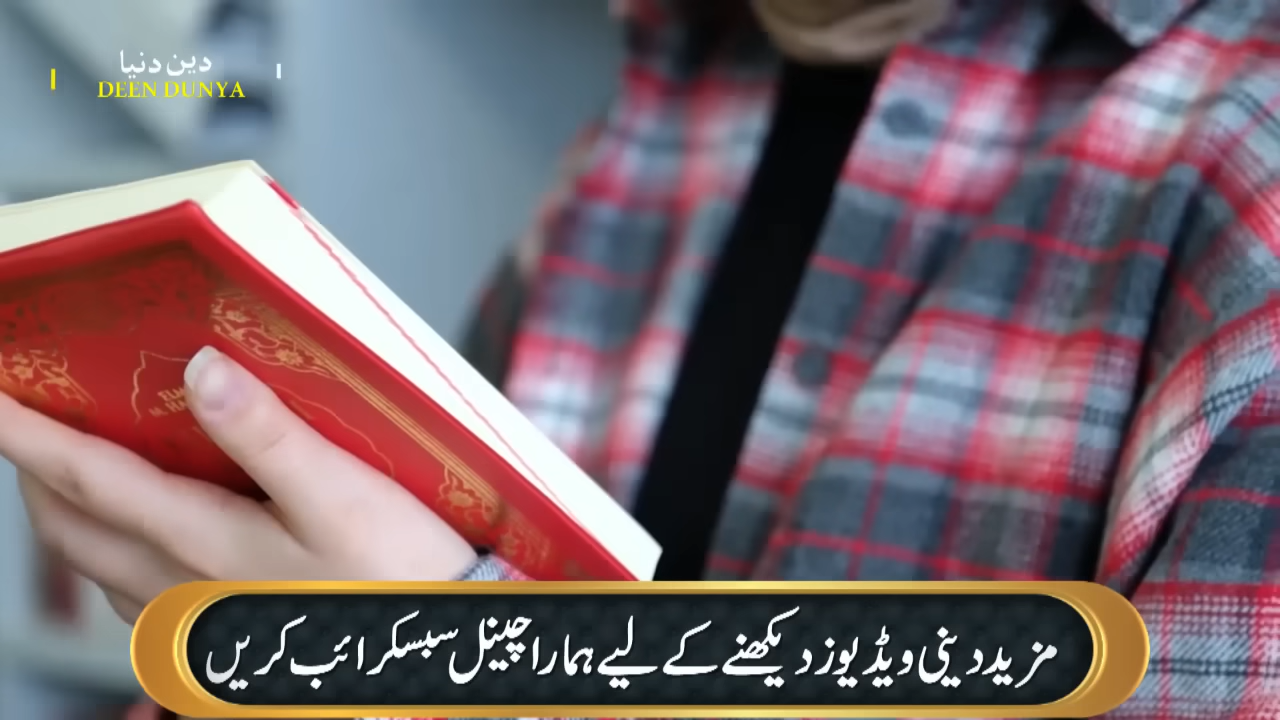 دین دنیا
DEEN DUNYA
مزید دینی ویڈیوز دیکھنے کے لیے ہمارا چینل سبسکرائب کریں